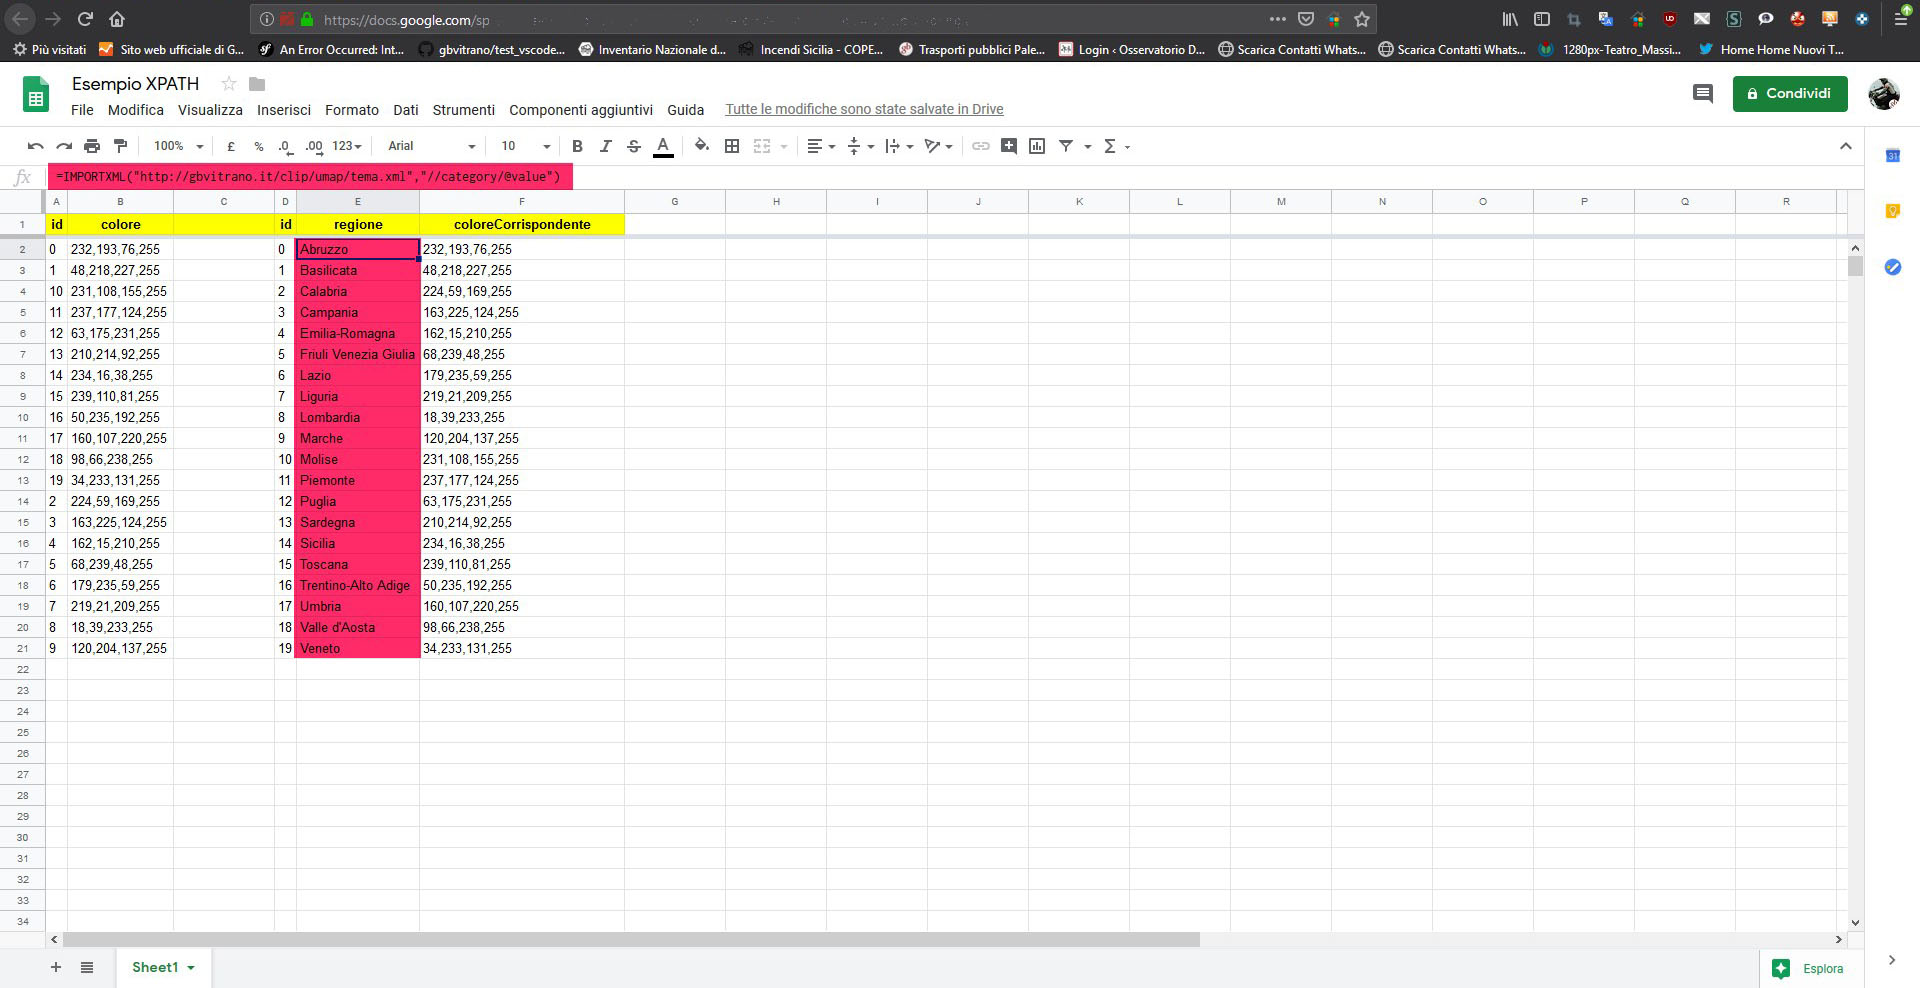 https://docs.google.com/sp
Più visitati Sito web ufficiale di G... An Error Occurred: Int... gbvitrano/test_vscode... Inventario Nazionale d... Incendi Sicilia - COPE... Trasporti pubblici Pale... Login ‹ Osservatorio D... Scarica Contatti Whats... Scarica Contatti Whats... 1280px-Teatro_Massi... Home Home Nuovi T...
Esempio XPATH
Condividi
File Modifica Visualizza Inserisci Formato Dati Strumenti Componenti aggiuntivi Guida Tutte le modifiche sono state salvate in Drive
100% £ % .0 .00 123 Arial 10 B I S A Σ
31
fx =IMPORTXML("http://gbvitrano.it/clip/umap/tema.xml","//category/@value")
A B C D E F G H I J K L M N O P Q R
1 id colore id regione coloreCorrispondente
2 0 232,193,76,255 0 Abruzzo 232,193,76,255
3 1 48,218,227,255 1 Basilicata 48,218,227,255
4 10 231,108,155,255 2 Calabria 224,59,169,255
5 11 237,177,124,255 3 Campania 163,225,124,255
6 12 63,175,231,255 4 Emilia-Romagna 162,15,210,255
7 13 210,214,92,255 5 Friuli Venezia Giulia 68,239,48,255
8 14 234,16,38,255 6 Lazio 179,235,59,255
9 15 239,110,81,255 7 Liguria 219,21,209,255
10 16 50,235,192,255 8 Lombardia 18,39,233,255
11 17 160,107,220,255 9 Marche 120,204,137,255
12 18 98,66,238,255 10 Molise 231,108,155,255
13 19 34,233,131,255 11 Piemonte 237,177,124,255
14 2 224,59,169,255 12 Puglia 63,175,231,255
15 3 163,225,124,255 13 Sardegna 210,214,92,255
16 4 162,15,210,255 14 Sicilia 234,16,38,255
17 5 68,239,48,255 15 Toscana 239,110,81,255
18 6 179,235,59,255 16 Trentino-Alto Adige 50,235,192,255
19 7 219,21,209,255 17 Umbria 160,107,220,255
20 8 18,39,233,255 18 Valle d'Aosta 98,66,238,255
21 9 120,204,137,255 19 Veneto 34,233,131,255
22
23
24
25
26
27
28
29
30
31
32
33
34
Sheet1
Esplora